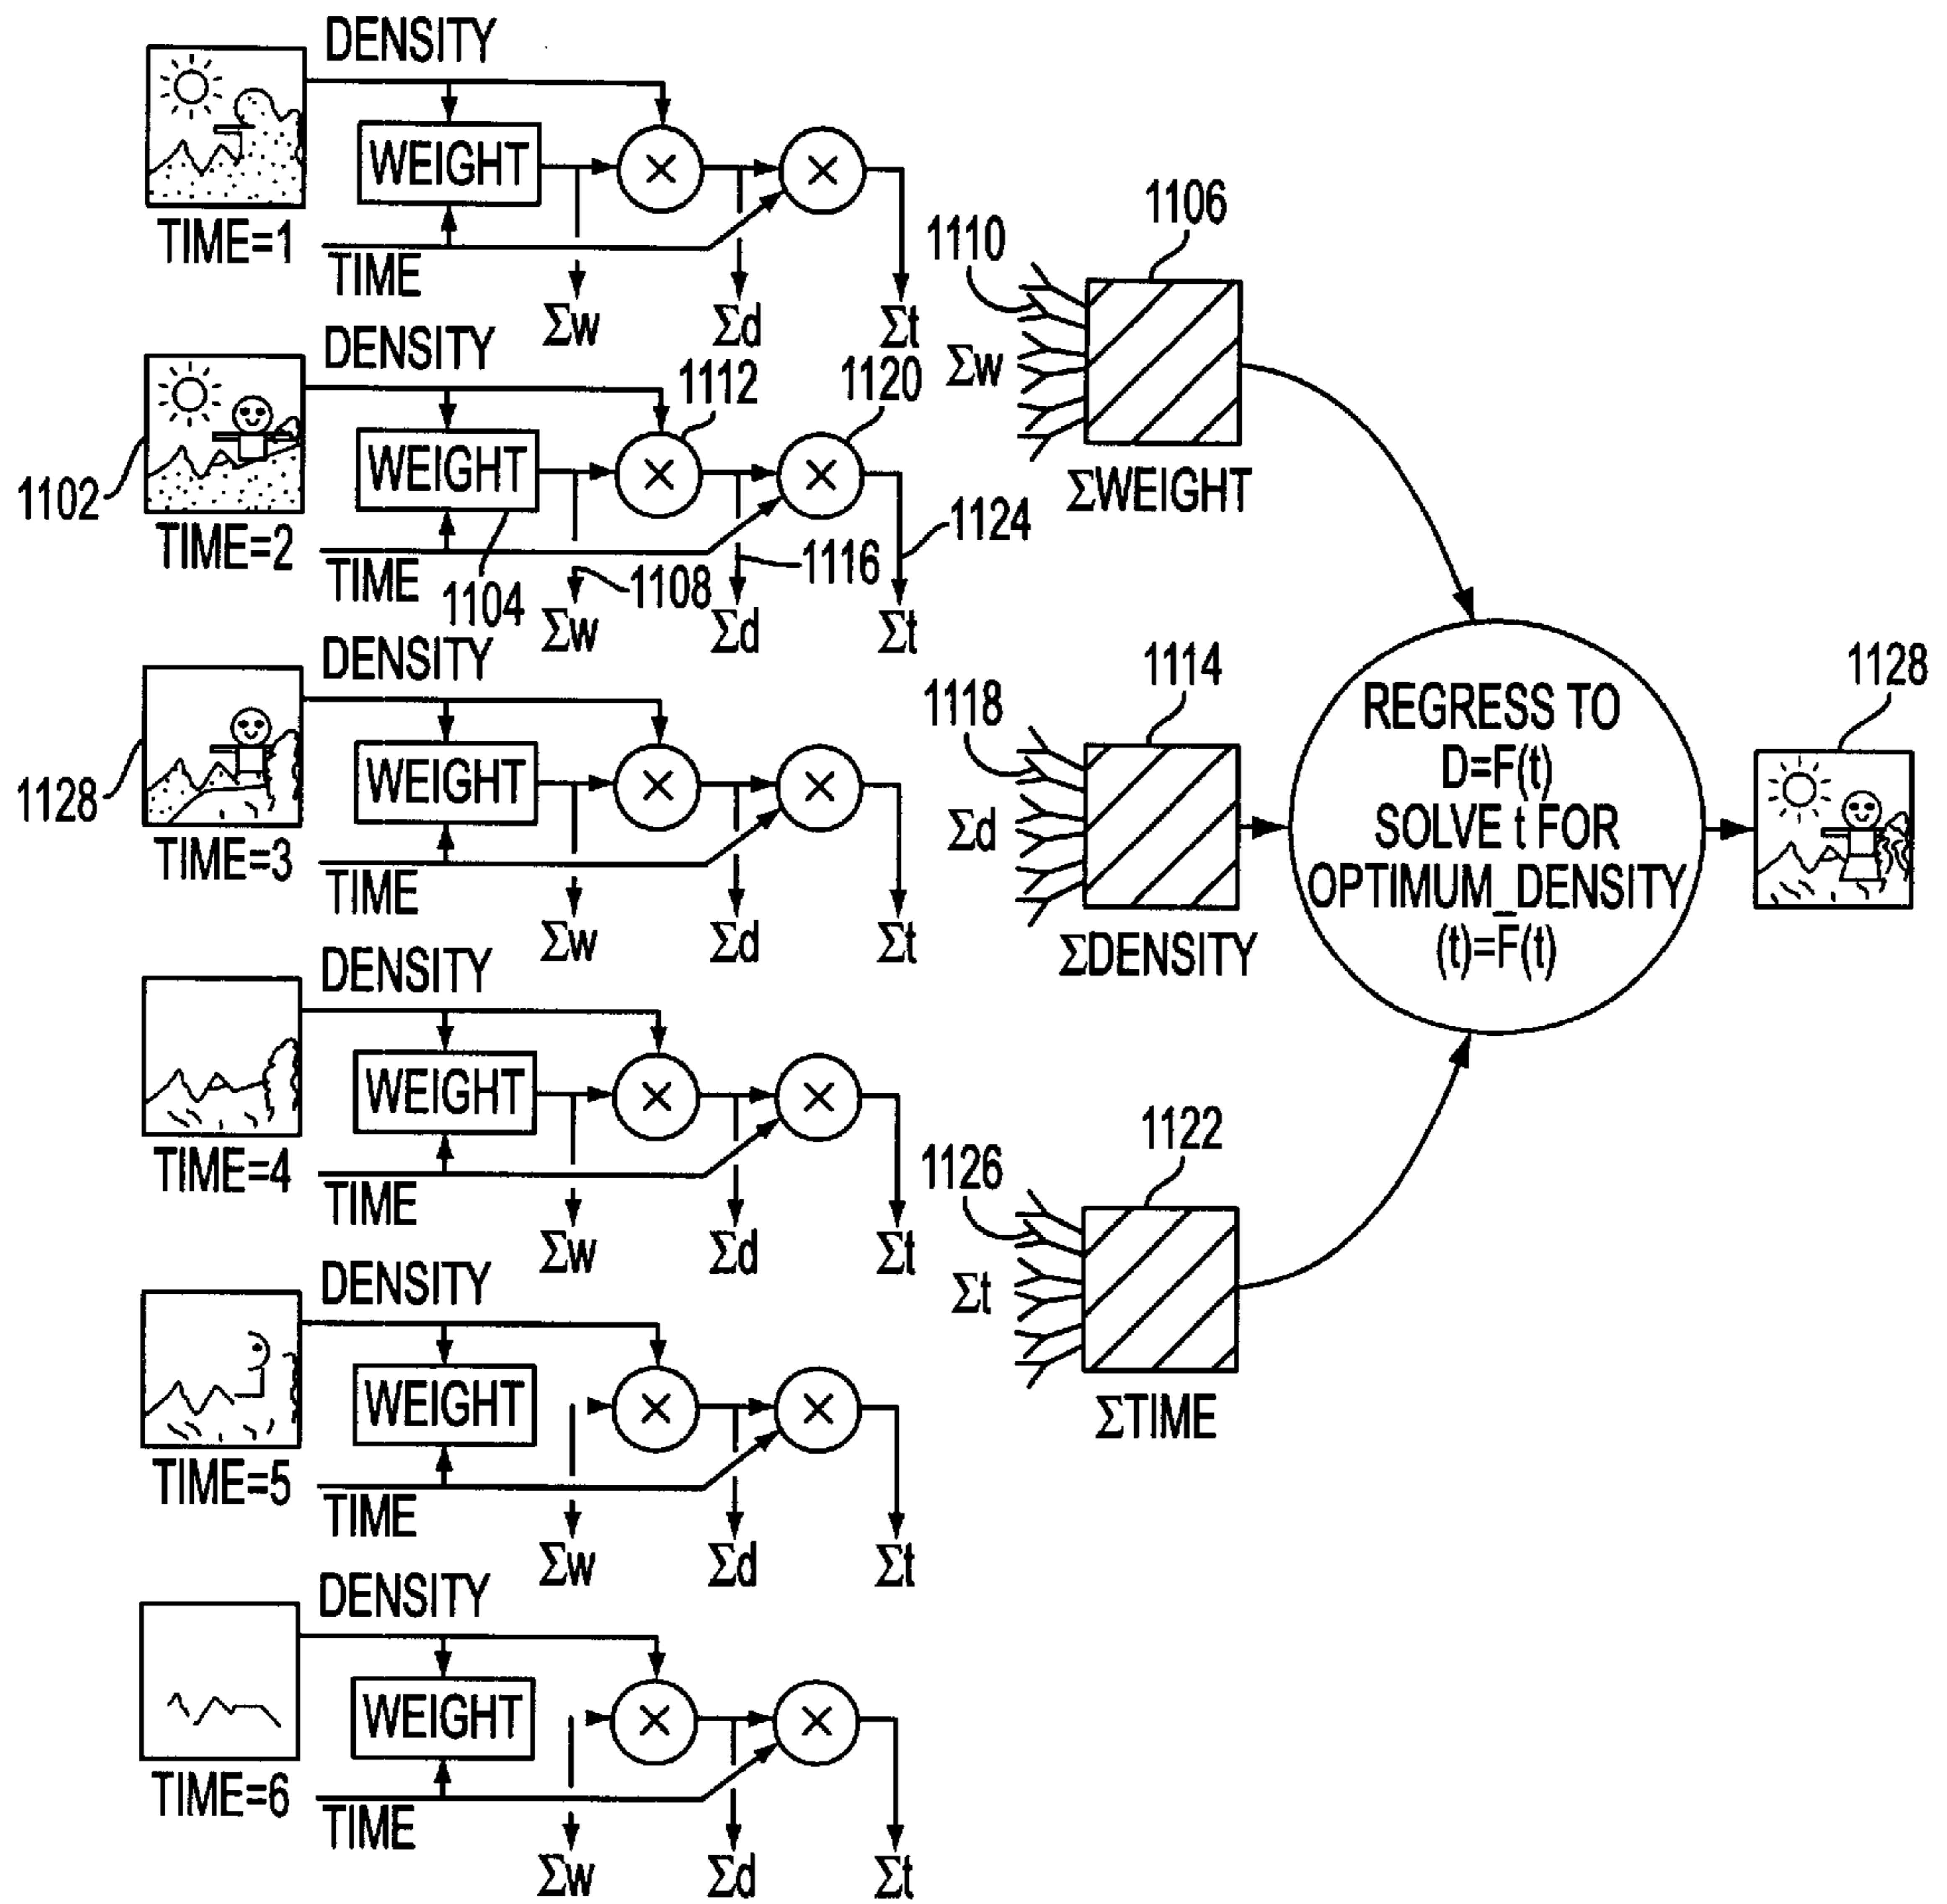 DENSITY
WEIGHT
TIME=1
TIME
Σw
Σd
Σt
DENSITY
1112
1120
1102
WEIGHT
TIME=2
TIME
1104
1108
1116
1124
Σw
Σd
Σt
DENSITY
1128
WEIGHT
TIME=3
TIME
Σw
Σd
Σt
DENSITY
WEIGHT
TIME=4
TIME
Σw
Σd
Σt
DENSITY
WEIGHT
TIME=5
TIME
Σw
Σd
Σt
DENSITY
WEIGHT
TIME=6
TIME
Σw
Σd
Σt
1106
1110
Σw
ΣWEIGHT
1114
1118
Σd
ΣDENSITY
1122
1126
Σt
ΣTIME
REGRESS TO
D=F(t)
SOLVE t FOR
OPTIMUM_DENSITY
(t)=F(t)
1128